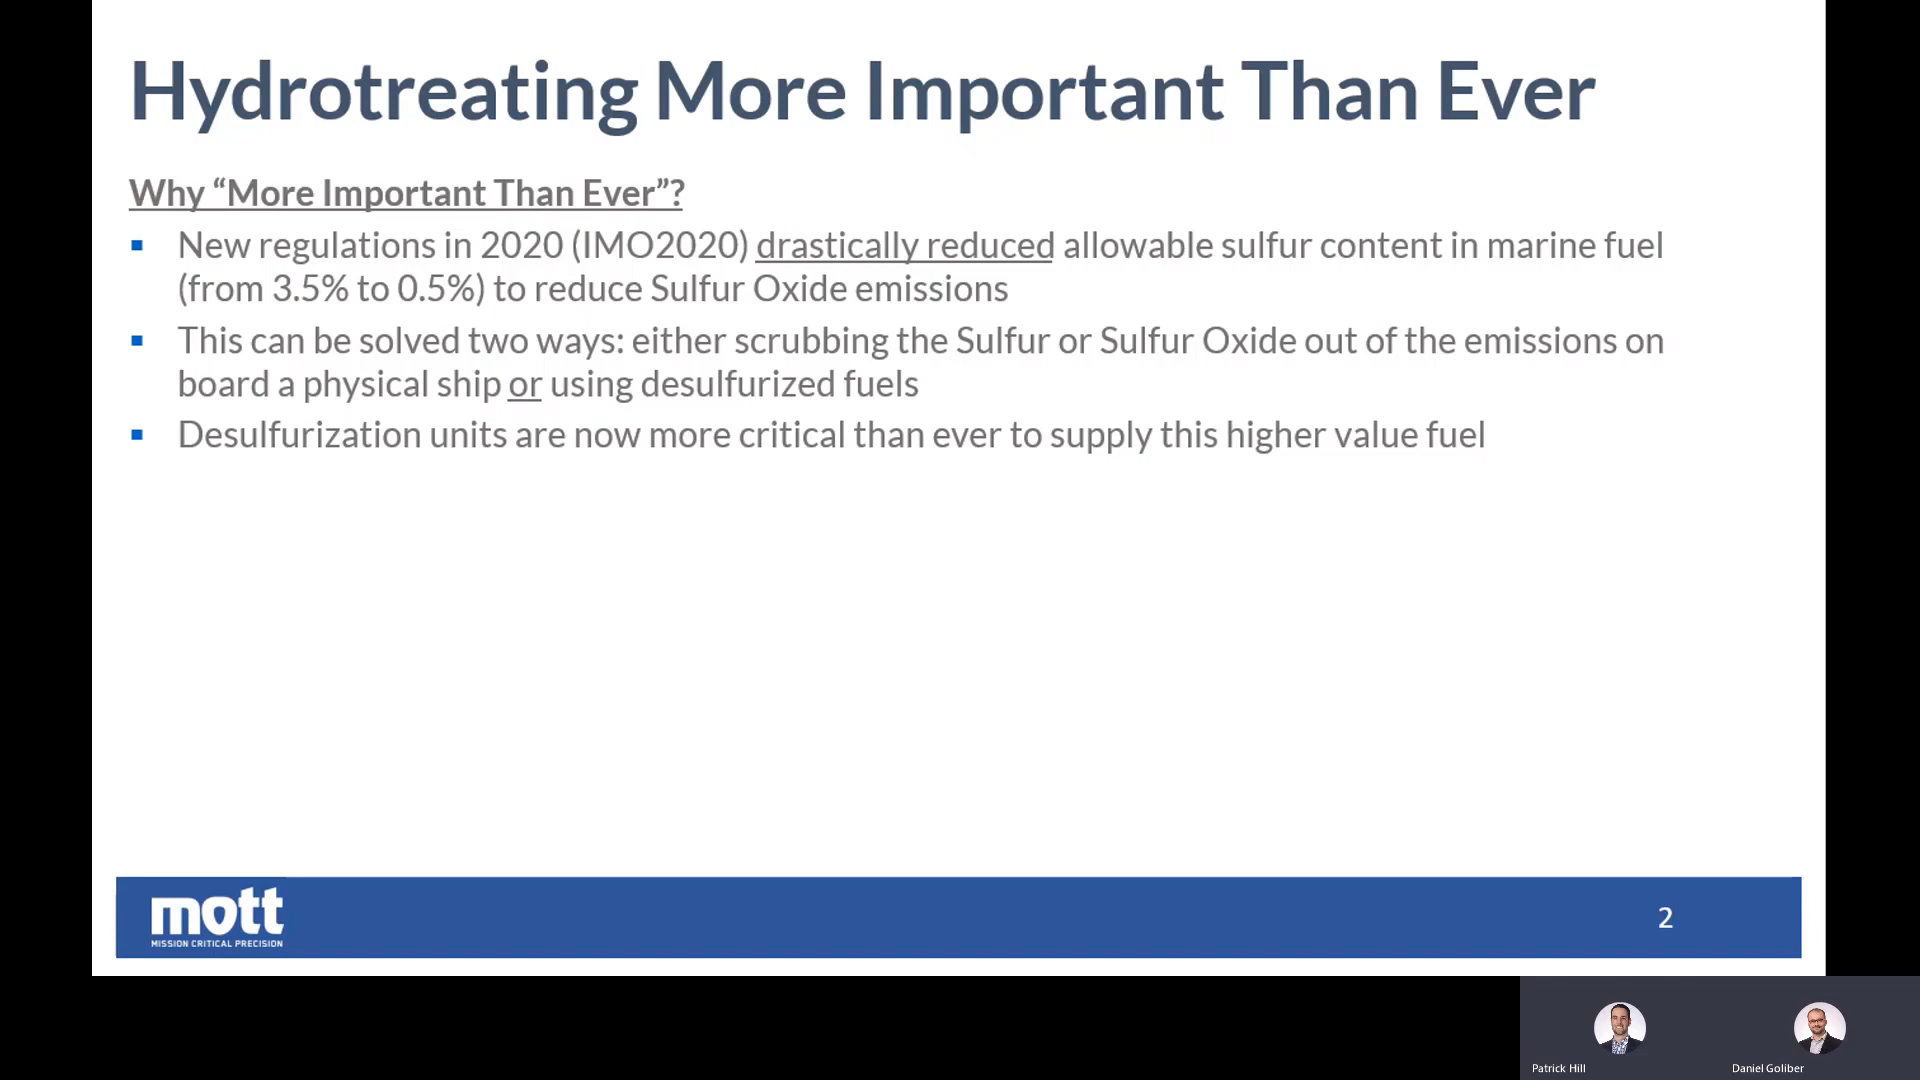 Hydrotreating More Important Than Ever
Why “More Important Than Ever”?
▪ New regulations in 2020 (IMO2020) drastically reduced allowable sulfur content in marine fuel
(from 3.5% to 0.5%) to reduce Sulfur Oxide emissions
▪ This can be solved two ways: either scrubbing the Sulfur or Sulfur Oxide out of the emissions on
board a physical ship or using desulfurized fuels
▪ Desulfurization units are now more critical than ever to supply this higher value fuel
mott
MISSION CRITICAL PRECISION
2
Patrick Hill
Daniel Goliber